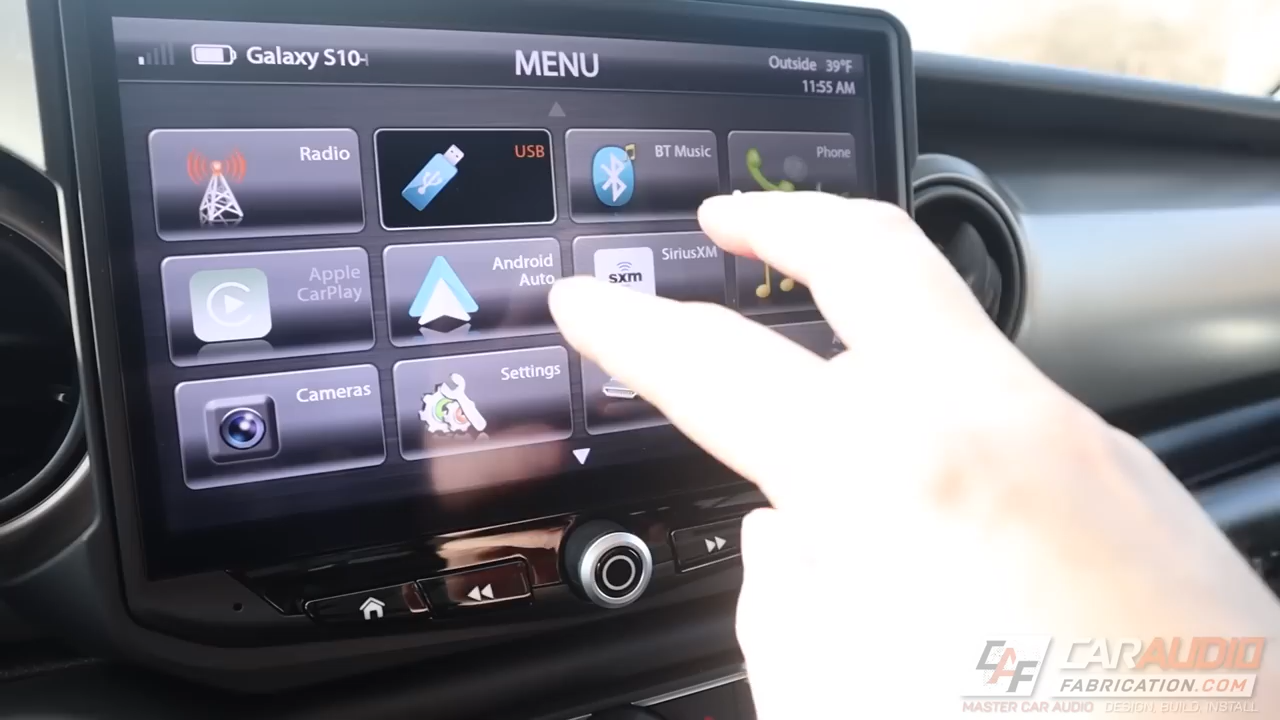 Galaxy S10+
MENU
Outside 39°F
11:55 AM
Radio
USB
BT Music
Phone
Apple
CarPlay
Android
Auto
SiriusXM
sxm
Cameras
Settings
CAF
CARAUDIO
FABRICATION.COM
MASTER CAR AUDIO DESIGN, BUILD, INSTALL